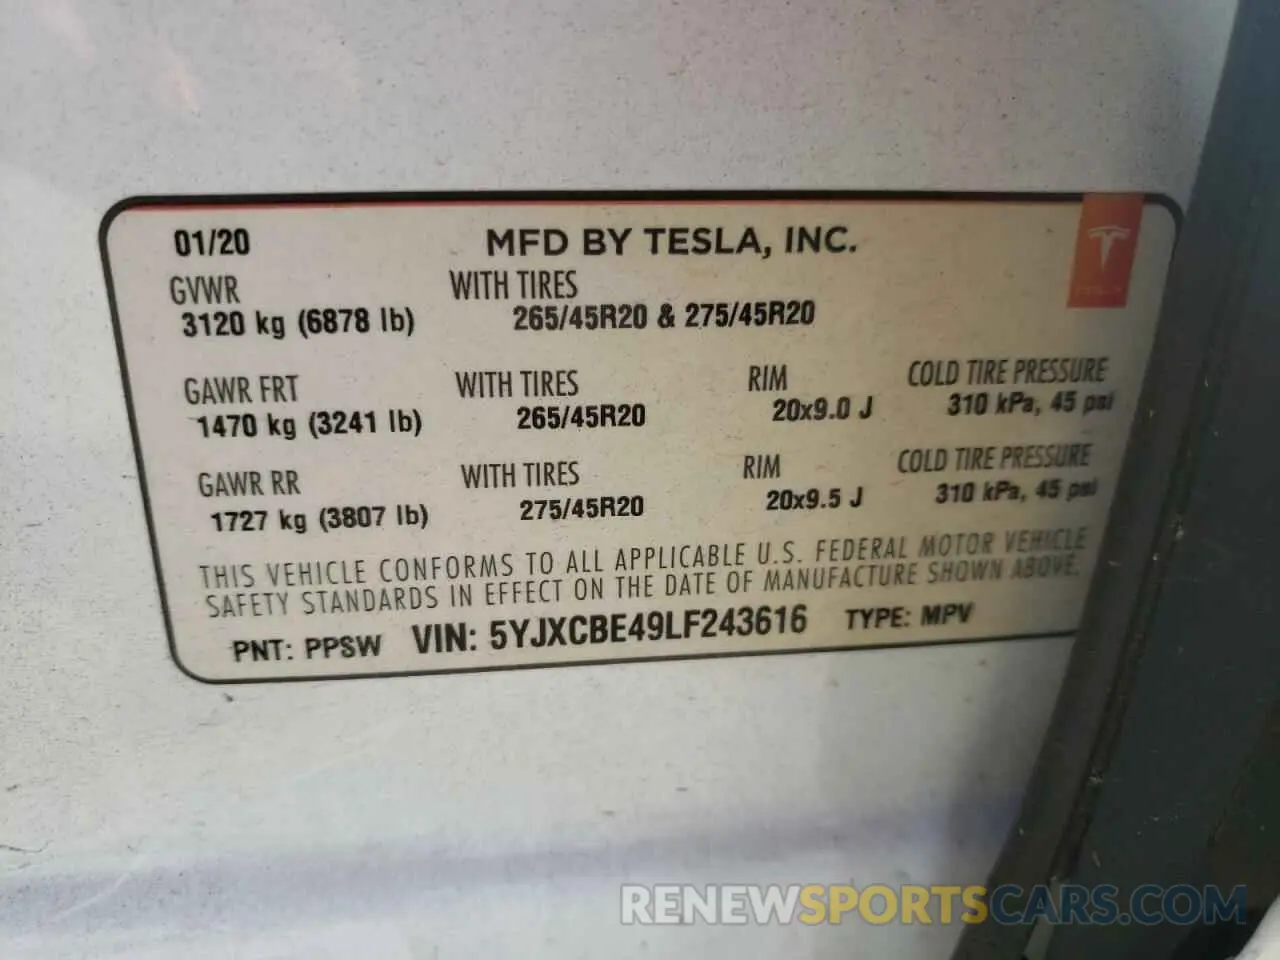 01/20 MFD BY TESLA, INC.
GVWR WITH TIRES
3120 kg (6878 lb) 265/45R20 & 275/45R20
GAWR FRT WITH TIRES RIM COLD TIRE PRESSURE
1470 kg (3241 lb) 265/45R20 20x9.0 J 310 kPa, 45 psi
GAWR RR WITH TIRES RIM COLD TIRE PRESSURE
1727 kg (3807 lb) 275/45R20 20x9.5 J 310 kPa, 45 psi
THIS VEHICLE CONFORMS TO ALL APPLICABLE U.S. FEDERAL MOTOR VEHICLE
SAFETY STANDARDS IN EFFECT ON THE DATE OF MANUFACTURE SHOWN ABOVE.
PNT: PPSW VIN: 5YJXCBE49LF243616 TYPE: MPV
RENEWSPORTSCARS.COM